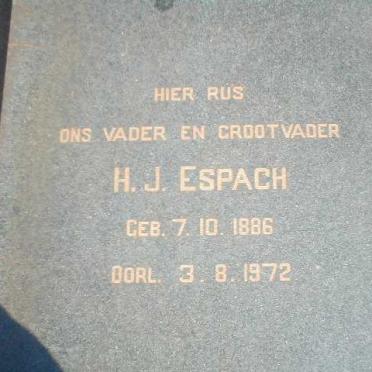 HIER RUS
ONS VADER EN GROOTVADER
H. J. ESPACH
GEB. 7. 10. 1886
OORL. 3. 8. 1972